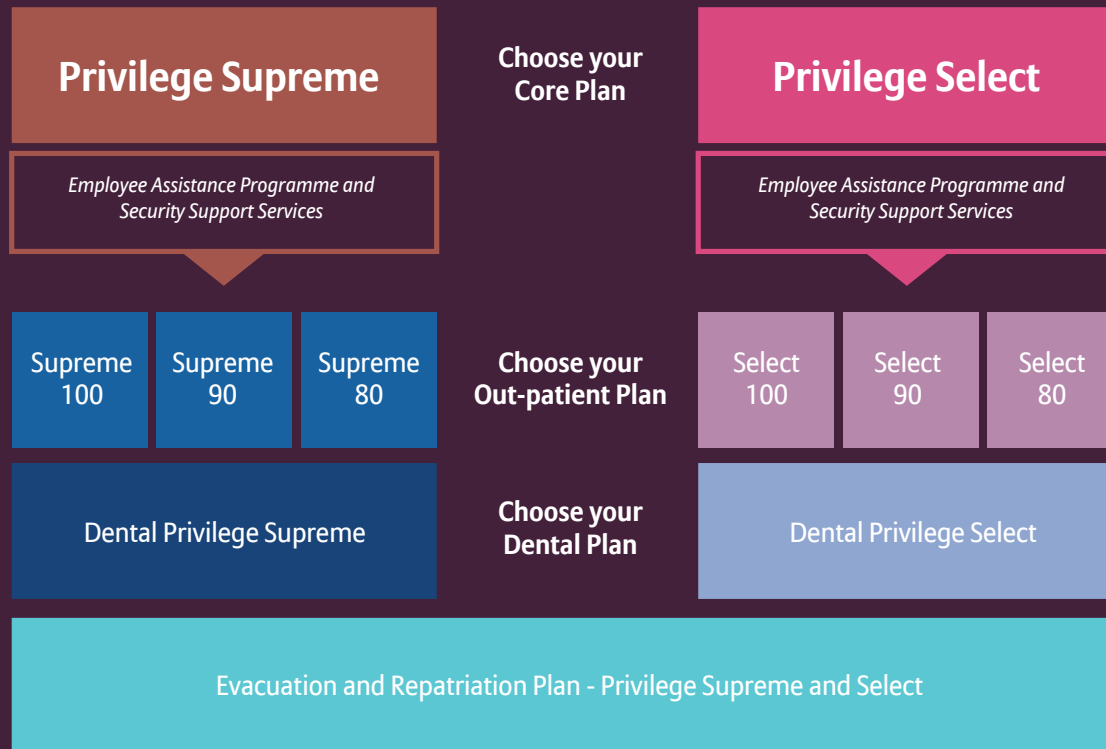 Privilege Supreme
Choose your
Core Plan
Privilege Select
Employee Assistance Programme and
Security Support Services
Employee Assistance Programme and
Security Support Services
Supreme
100
Supreme
90
Supreme
80
Choose your
Out-patient Plan
Select
100
Select
90
Select
80
Dental Privilege Supreme
Choose your
Dental Plan
Dental Privilege Select
Evacuation and Repatriation Plan - Privilege Supreme and Select